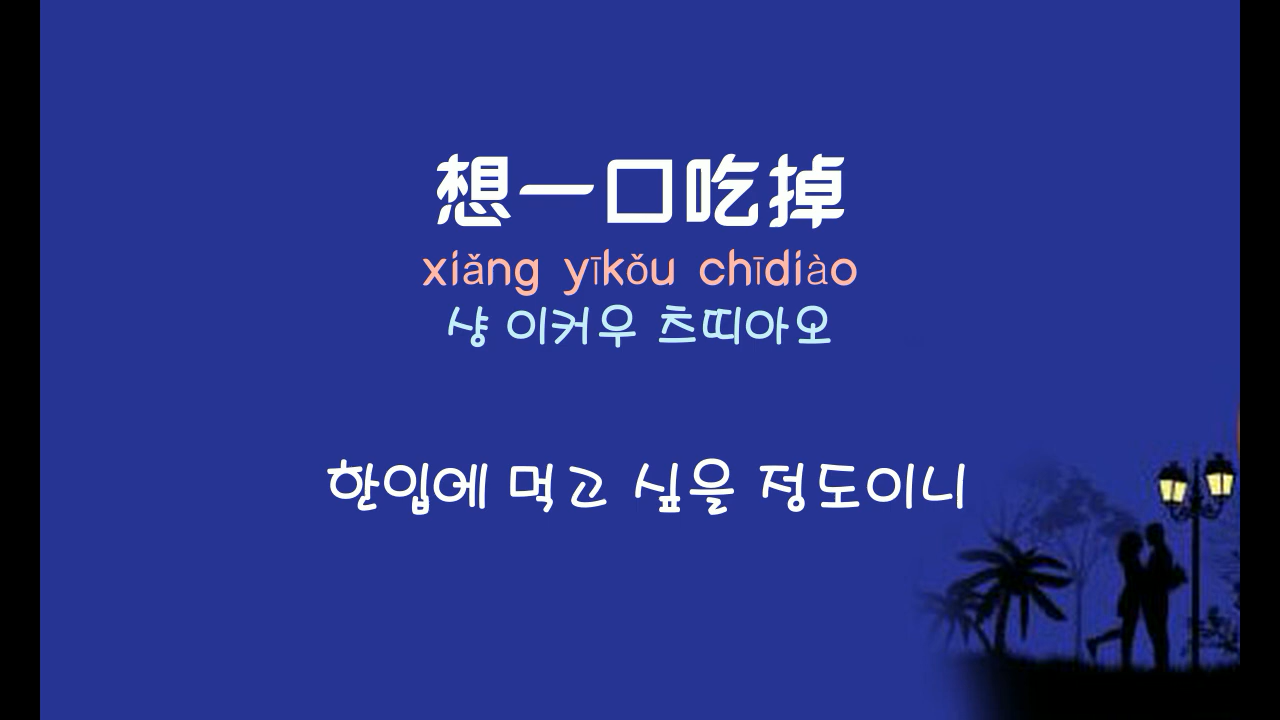 想一口吃掉
xiǎng yīkǒu chīdiào
샹 이커우 츠띠아오
한입에 먹고 싶을 정도이니